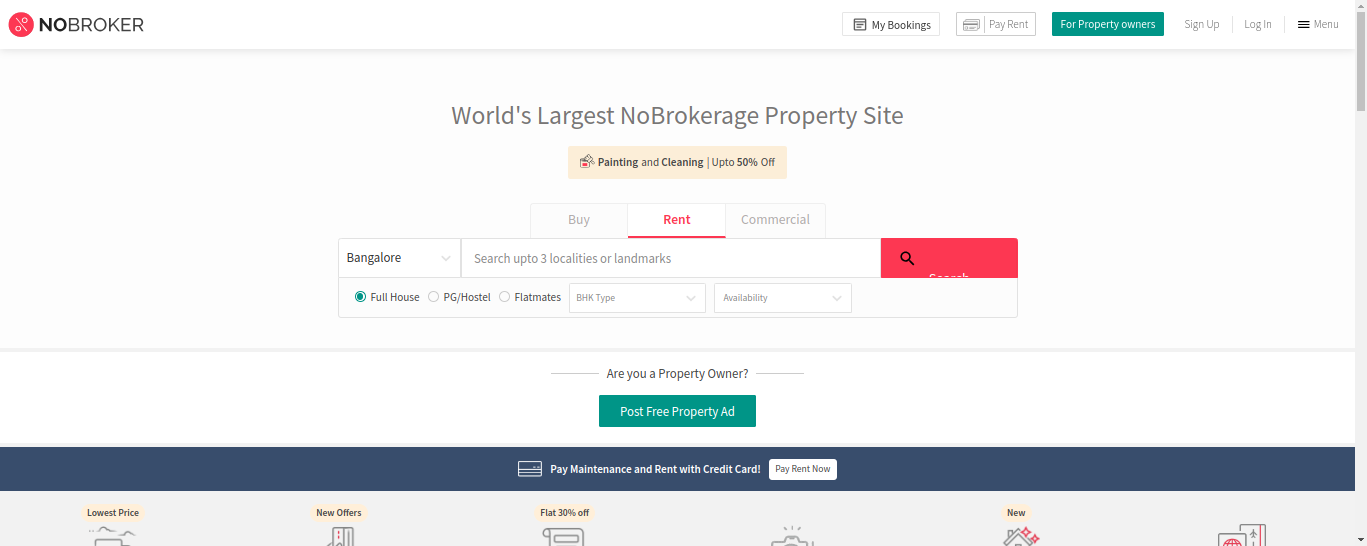 NOBROKER
My Bookings
Pay Rent
For Property owners
Sign Up
Log In
Menu
World's Largest NoBrokerage Property Site
Painting and Cleaning | Upto 50% Off
Buy
Rent
Commercial
Bangalore
Search upto 3 localities or landmarks
Search
Full House
PG/Hostel
Flatmates
BHK Type
Availability
Are you a Property Owner?
Post Free Property Ad
Pay Maintenance and Rent with Credit Card!
Pay Rent Now
Lowest Price
New Offers
Flat 30% off
New